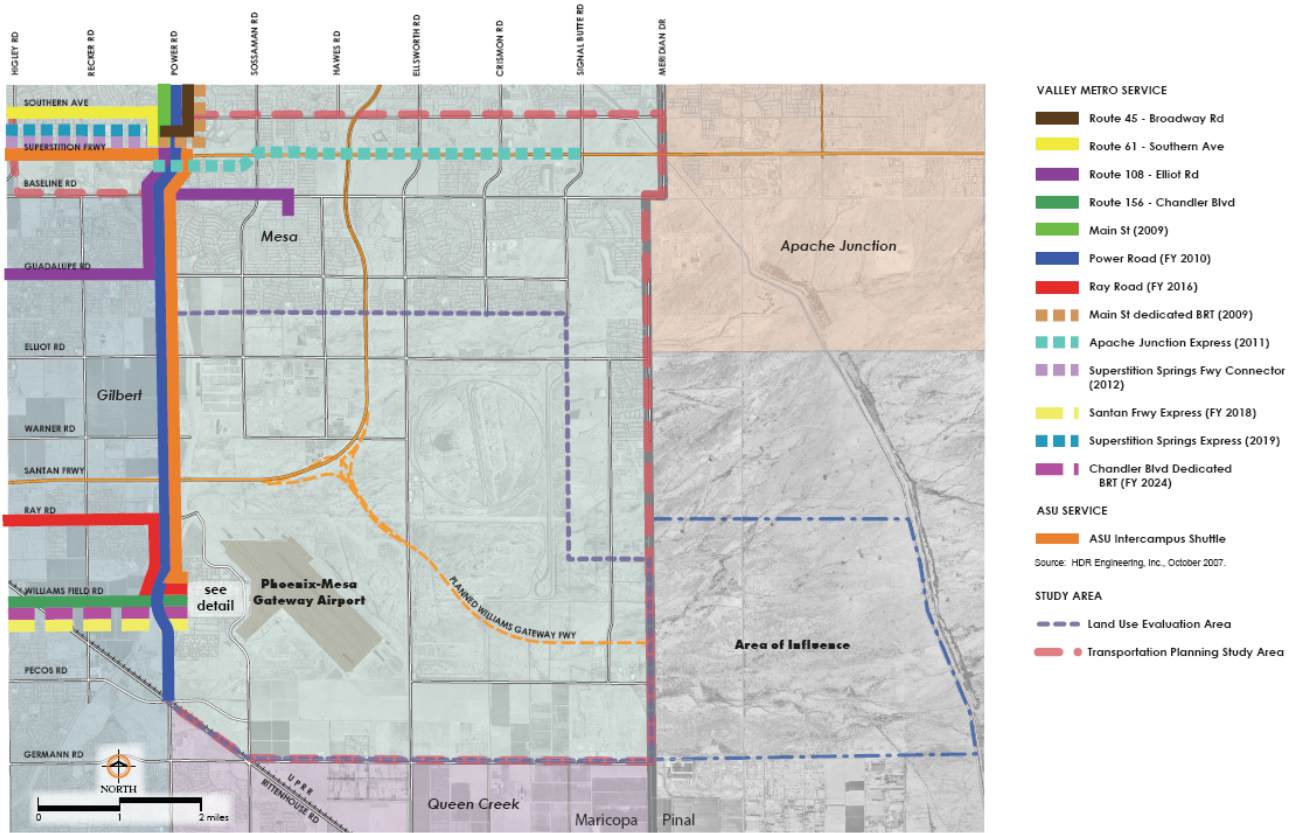 HIGLEY RD
RECKER RD
POWER RD
SOSSAMAN RD
HAWES RD
ELLSWORTH RD
CRISMON RD
SIGNAL BUTTE RD
MERIDIAN DR
SOUTHERN AVE
SUPERSTITION FRWY
BASELINE RD
Mesa
Apache Junction
GUADALUPE RD
ELLIOT RD
Gilbert
WARNER RD
SANTAN FRWY
RAY RD
WILLIAMS FIELD RD
see
detail
Phoenix-Mesa
Gateway Airport
PLANNED WILLIAMS GATEWAY FWY
Area of Influence
PECOS RD
GERMANN RD
NORTH
0 1 2 miles
U P R R
RITTENHOUSE RD
Queen Creek
Maricopa
Pinal
VALLEY METRO SERVICE
Route 45 - Broadway Rd
Route 61 - Southern Ave
Route 108 - Elliot Rd
Route 156 - Chandler Blvd
Main St (2009)
Power Road (FY 2010)
Ray Road (FY 2016)
Main St dedicated BRT (2009)
Apache Junction Express (2011)
Superstition Springs Fwy Connector
(2012)
Santan Frwy Express (FY 2018)
Superstition Springs Express (2019)
Chandler Blvd Dedicated
BRT (FY 2024)
ASU SERVICE
ASU Intercampus Shuttle
Source: HDR Engineering, Inc., October 2007.
STUDY AREA
Land Use Evaluation Area
Transportation Planning Study Area